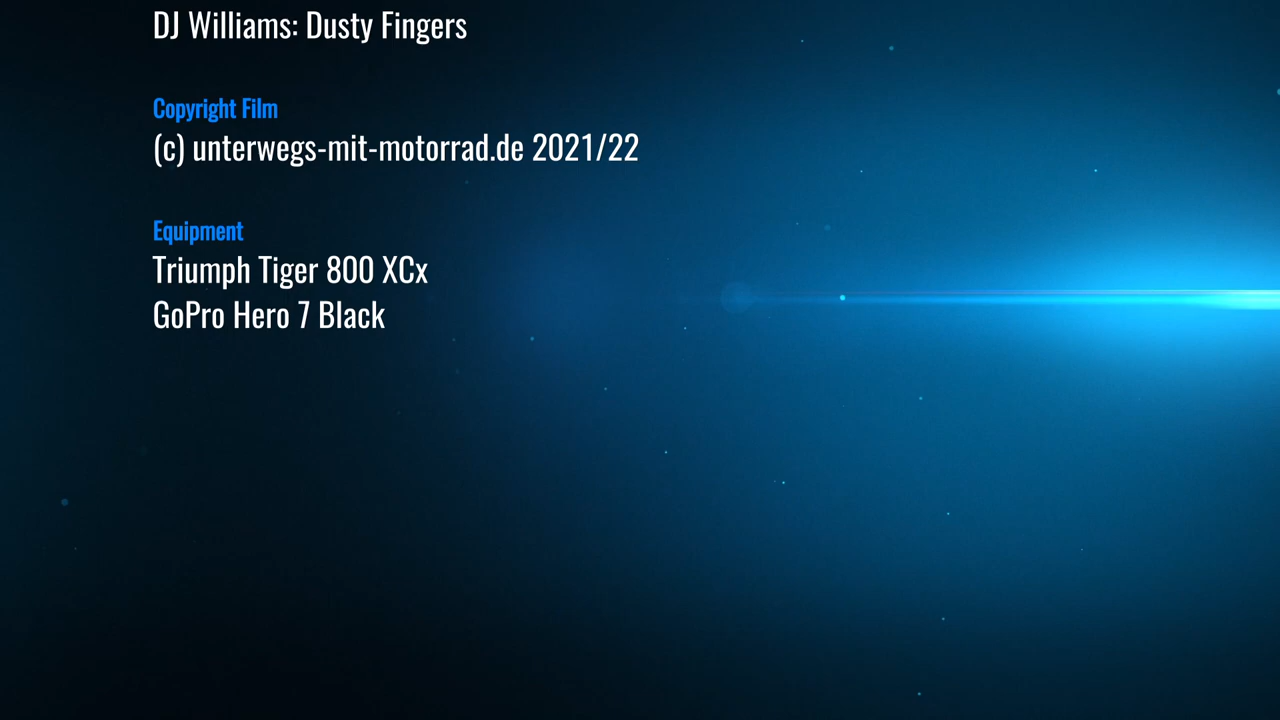 DJ Williams: Dusty Fingers
Copyright Film
(c) unterwegs-mit-motorrad.de 2021/22
Equipment
Triumph Tiger 800 XCx
GoPro Hero 7 Black